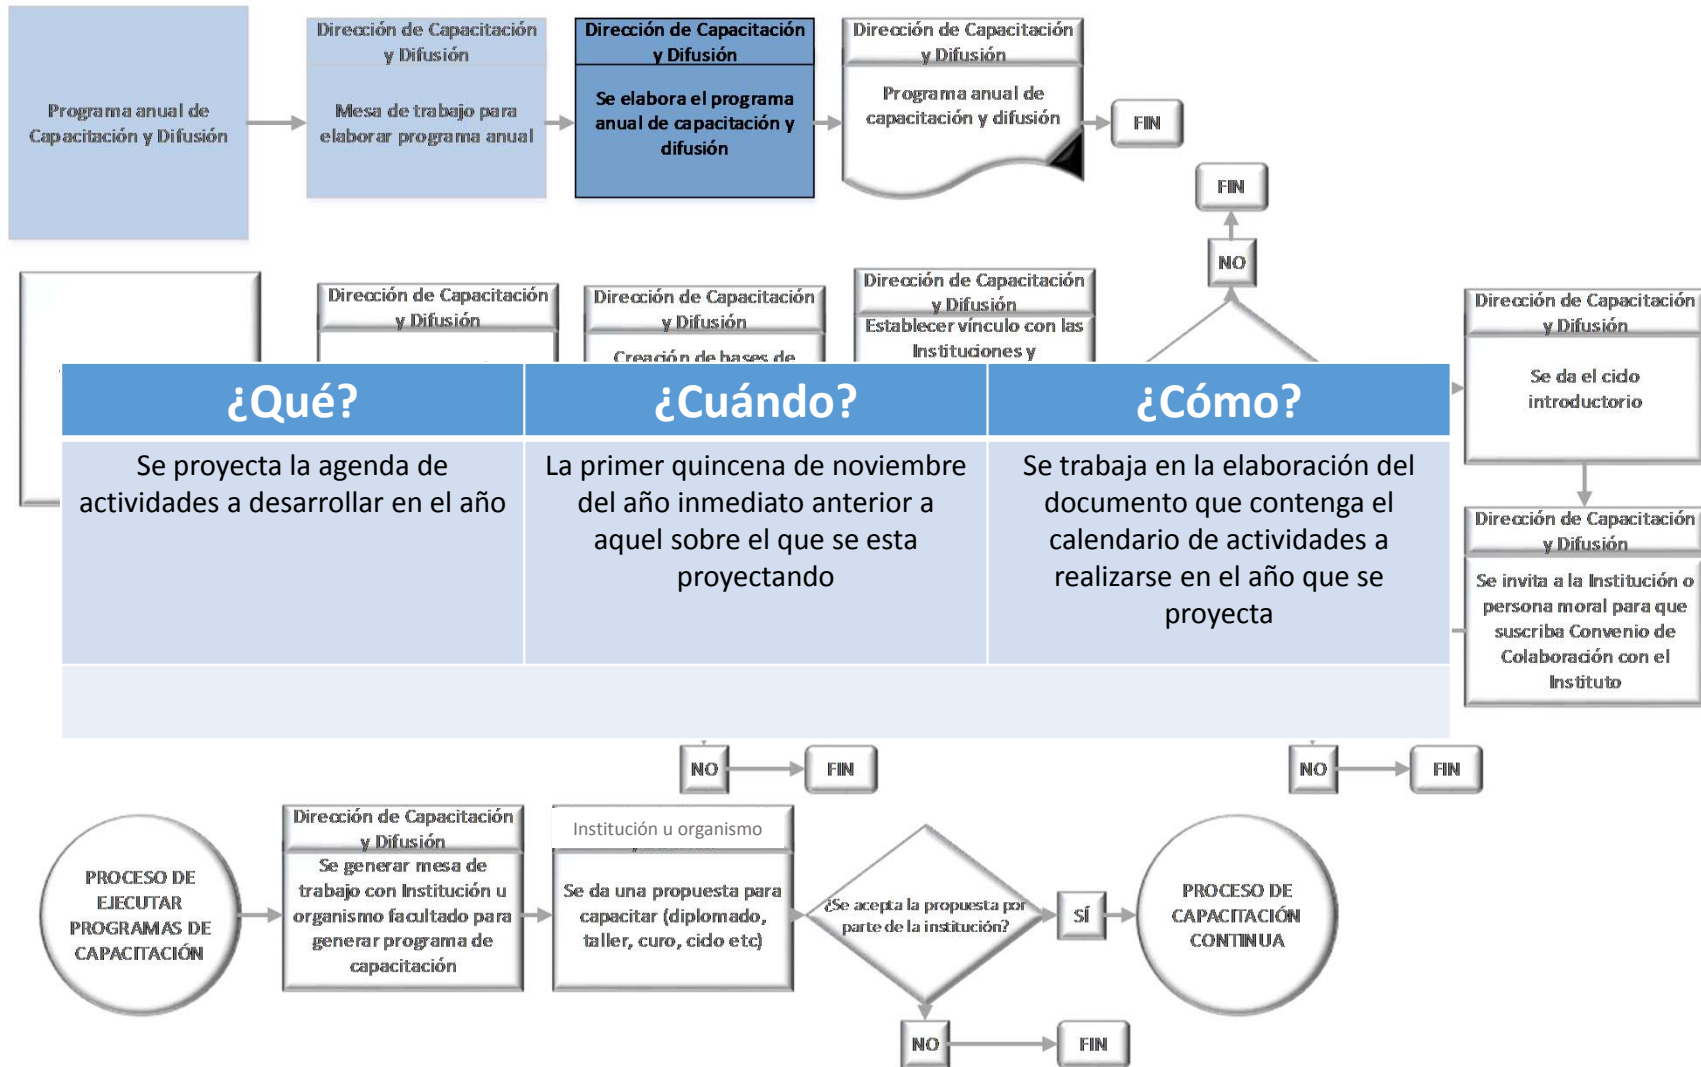 Programa anual de
Capacitación y Difusión
Dirección de Capacitación
y Difusión
Mesa de trabajo para
elaborar programa anual
Dirección de Capacitación
y Difusión
Se elabora el programa
anual de capacitación y
difusión
Dirección de Capacitación
y Difusión
Programa anual de
capacitación y difusión
FIN
FIN
NO
Dirección de Capacitación
y Difusión
Dirección de Capacitación
y Difusión
Creación de bases de
Dirección de Capacitación
y Difusión
Establecer vínculo con las
Instituciones y
Dirección de Capacitación
y Difusión
Se da el ciclo
introductorio
¿Qué?
¿Cuándo?
¿Cómo?
Se proyecta la agenda de
actividades a desarrollar en el año
La primer quincena de noviembre
del año inmediato anterior a
aquel sobre el que se esta
proyectando
Se trabaja en la elaboración del
documento que contenga el
calendario de actividades a
realizarse en el año que se
proyecta
Dirección de Capacitación
y Difusión
Se invita a la Institución o
persona moral para que
suscriba Convenio de
Colaboración con el
Instituto
NO
FIN
NO
FIN
PROCESO DE
EJECUTAR
PROGRAMAS DE
CAPACITACIÓN
Dirección de Capacitación
y Difusión
Se generar mesa de
trabajo con Institución u
organismo facultado para
generar programa de
capacitación
Institución u organismo
Se da una propuesta para
capacitar (diplomado,
taller, curo, ciclo etc)
¿Se acepta la propuesta por
parte de la institución?
SÍ
PROCESO DE
CAPACITACIÓN
CONTINUA
NO
FIN